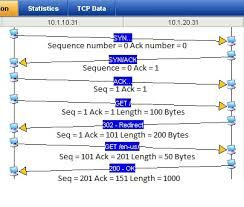 on Statistics TCP Data
10.1.10.31 10.1.20.31
SYN...
Sequence number = 0 Ack number = 0
SYN/ACK
Sequence = 0 Ack = 1
ACK...
Seq = 1 Ack = 1
GET /
Seq = 1 Ack = 1 Length = 100 Bytes
302 - Redirect
Seq = 1 Ack = 101 Length = 200 Bytes
GET /en-us/
Seq = 101 Ack = 201 Length = 50 Bytes
200 - OK
Seq = 201 Ack = 151 Length = 1000